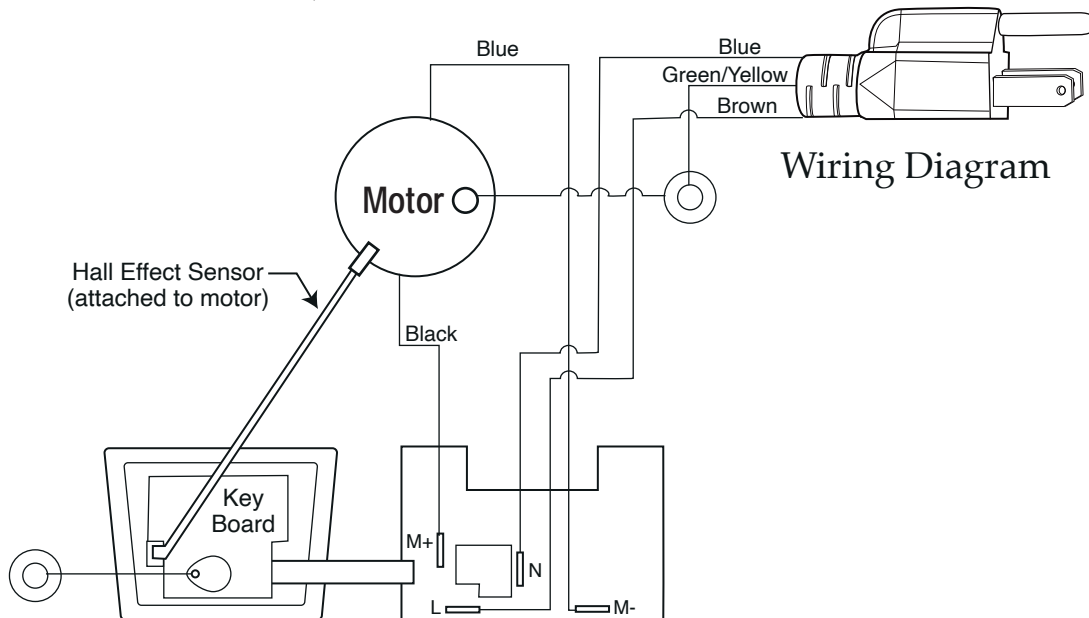 Blue
Blue
Green/Yellow
Brown
Wiring Diagram
Motor
Hall Effect Sensor
(attached to motor)
Black
Key
Board
M+
N
L
M-